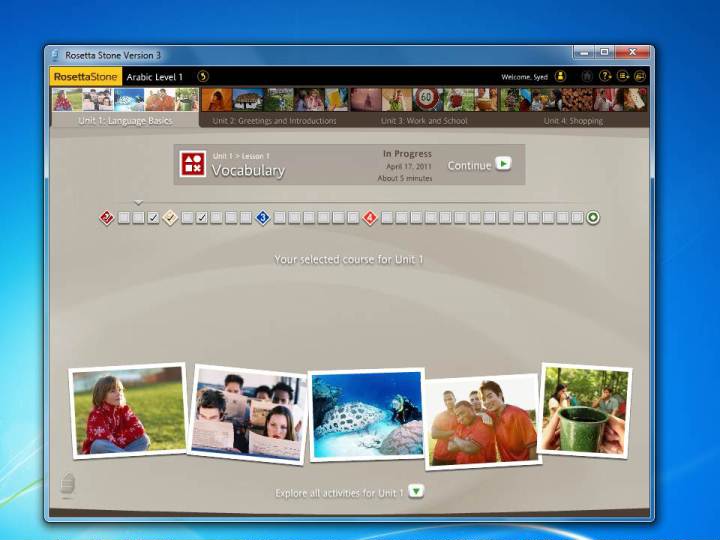 Rosetta Stone Version 3
RosettaStone Arabic Level 1
Welcome, Syed
Unit 1: Language Basics
Unit 2: Greetings and Introductions
Unit 3: Work and School
Unit 4: Shopping
60
Unit 1 > Lesson 1
Vocabulary
In Progress
April 17, 2011
About 5 minutes
Continue
3
4
Your selected course for Unit 1
Explore all activities for Unit 1